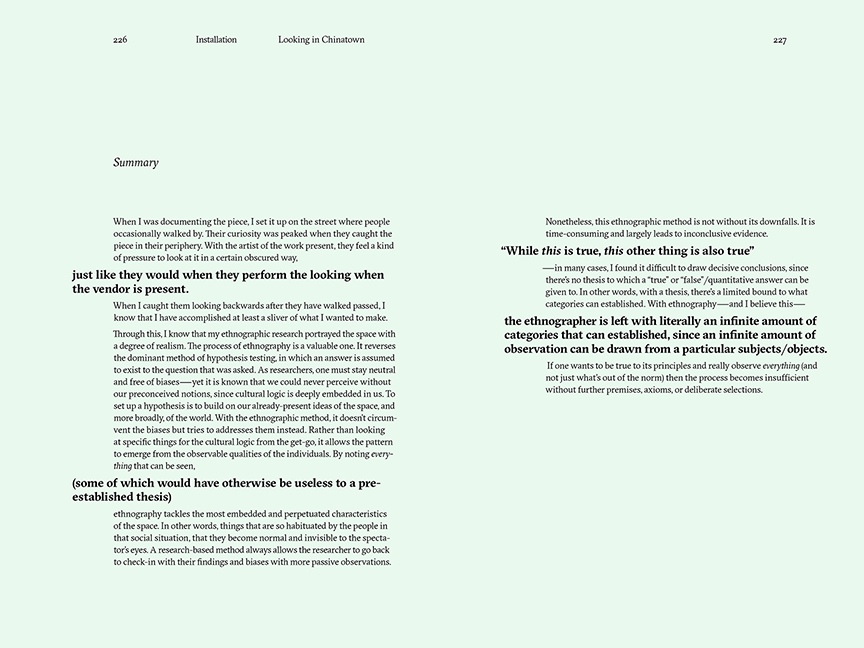 226 Installation Looking in Chinatown 227
Summary
When I was documenting the piece, I set it up on the street where people
occasionally walked by. Their curiosity was peaked when they caught the
piece in their periphery. With the artist of the work present, they feel a kind
of pressure to look at it in a certain obscured way,
just like they would when they perform the looking when
the vendor is present.
When I caught them looking backwards after they have walked passed, I
know that I have accomplished at least a sliver of what I wanted to make.
Through this, I know that my ethnographic research portrayed the space with
a degree of realism. The process of ethnography is a valuable one. It reverses
the dominant method of hypothesis testing, in which an answer is assumed
to exist to the question that was asked. As researchers, one must stay neutral
and free of biases—yet it is known that we could never perceive without
our preconceived notions, since cultural logic is deeply embedded in us. To
set up a hypothesis is to build on our already-present ideas of the space, and
more broadly, of the world. With the ethnographic method, it doesn't circum-
vent the biases but tries to addresses them instead. Rather than looking
at specific things for the cultural logic from the get-go, it allows the pattern
to emerge from the observable qualities of the individuals. By noting every-
thing that can be seen,
(some of which would have otherwise be useless to a pre-
established thesis)
ethnography tackles the most embedded and perpetuated characteristics
of the space. In other words, things that are so habituated by the people in
that social situation, that they become normal and invisible to the specta-
tor's eyes. A research-based method always allows the researcher to go back
to check-in with their findings and biases with more passive observations.
Nonetheless, this ethnographic method is not without its downfalls. It is
time-consuming and largely leads to inconclusive evidence.
“While this is true, this other thing is also true”
—in many cases, I found it difficult to draw decisive conclusions, since
there's no thesis to which a “true” or “false”/quantitative answer can be
given to. In other words, with a thesis, there's a limited bound to what
categories can established. With ethnography—and I believe this—
the ethnographer is left with literally an infinite amount of
categories that can established, since an infinite amount of
observation can be drawn from a particular subjects/objects.
If one wants to be true to its principles and really observe everything (and
not just what's out of the norm) then the process becomes insufficient
without further premises, axioms, or deliberate selections.